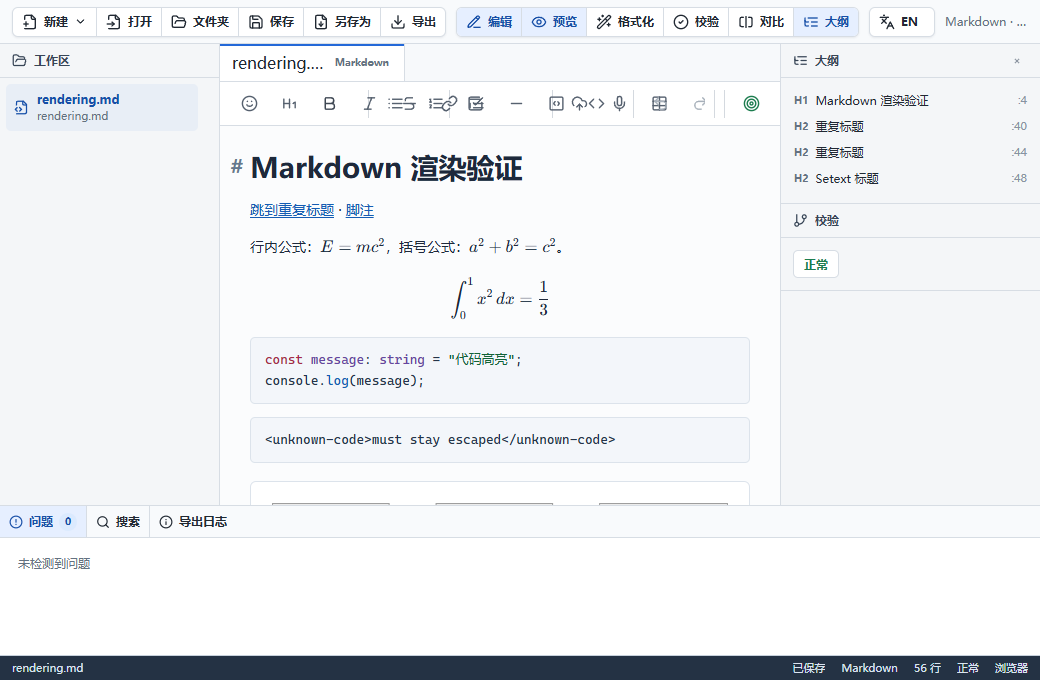 新建 打开 文件夹 保存 另存为 导出 编辑 预览 格式化 校验 对比 大纲 EN Markdown · ...
工作区
rendering.md
rendering.md
rendering.... Markdown
H1 B I
# Markdown 渲染验证
跳到重复标题 · 脚注
行内公式：E = mc²，括号公式：a² + b² = c²。
∫₀¹ x² dx = 1/3
const message: string = "代码高亮";
console.log(message);
<unknown-code>must stay escaped</unknown-code>
大纲 ×
H1 Markdown 渲染验证 :4
H2 重复标题 :40
H2 重复标题 :44
H2 Setext 标题 :48
校验
正常
问题 0 搜索 导出日志
未检测到问题
rendering.md 已保存 Markdown 56 行 正常 浏览器